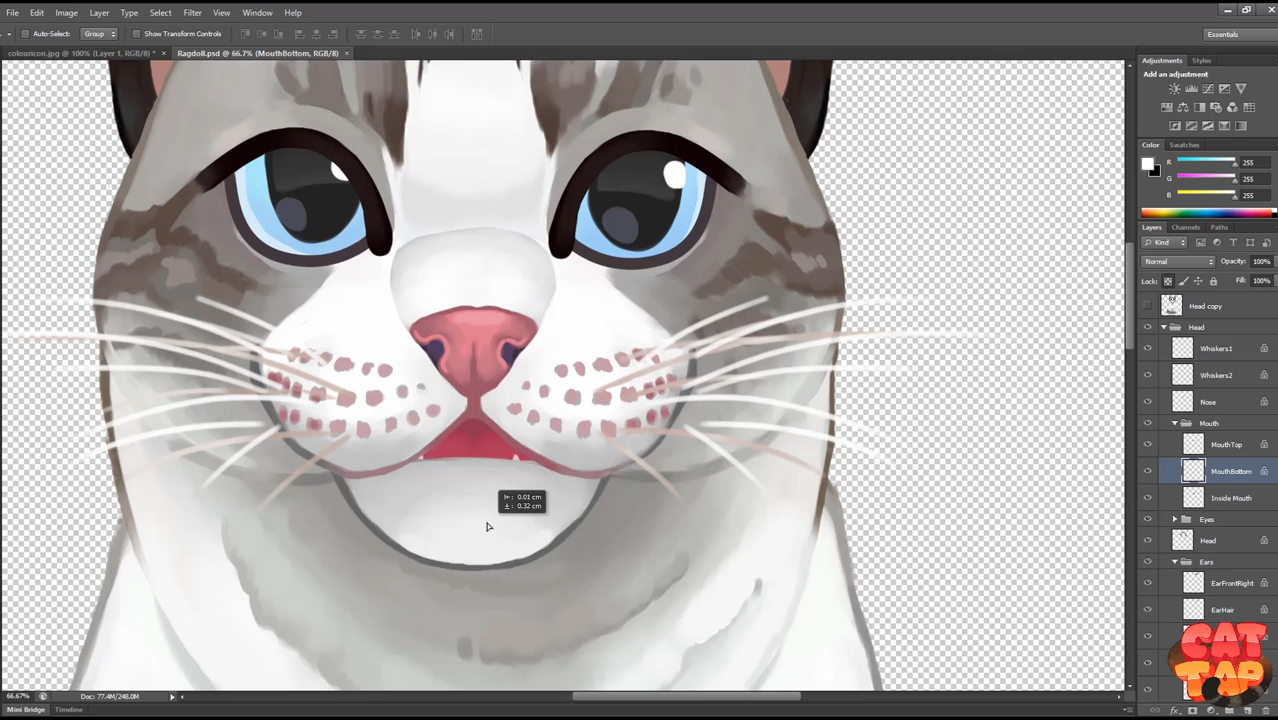 File Edit Image Layer Type Select Filter View Window Help
Auto-Select: Group Show Transform Controls Essentials
colouricon.jpg @ 100% (Layer 1, RGB/8) * × Ragdoll.psd @ 66.7% (MouthBottom, RGB/8) ×
Adjustments Styles
Add an adjustment
Color Swatches
R 255
G 255
B 255
Layers Channels Paths
Kind
Normal Opacity: 100%
Lock: Fill: 100%
Head copy
Head
Whiskers1
Whiskers2
Nose
Mouth
MouthTop
MouthBottom
Inside Mouth
Eyes
Head
Ears
EarFrontRight
EarHair
0.01 cm
0.32 cm
CAT
TAP
66.67% Doc: 77.4M/248.0M
Mini Bridge Timeline